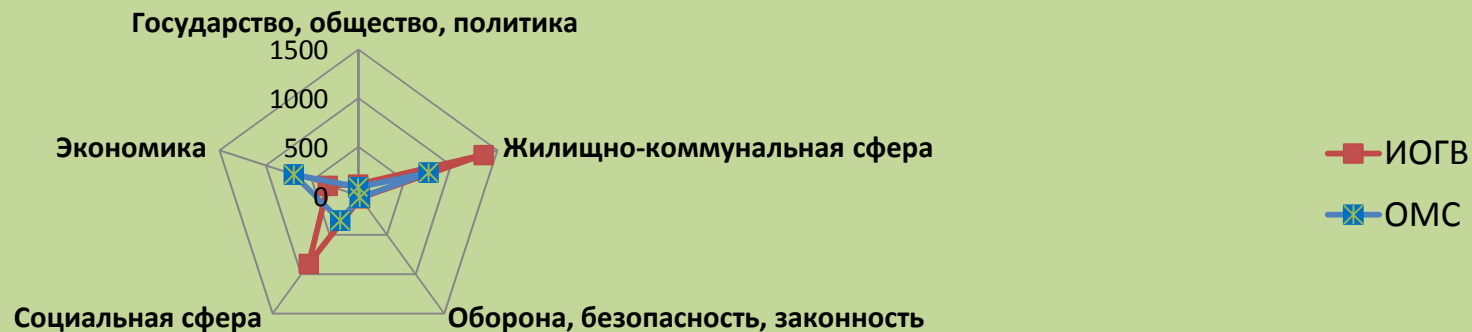 Государство, общество, политика
1500
1000
Экономика
500
Жилищно-коммунальная сфера
0
Социальная сфера
Оборона, безопасность, законность
ИОГВ
ОМС